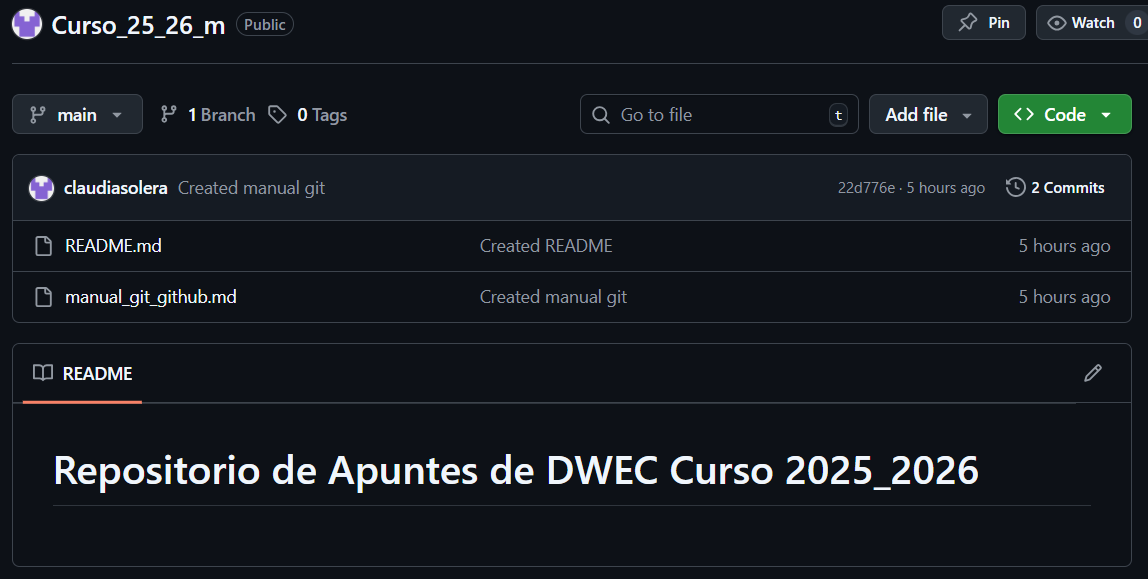 Curso_25_26_m Public Pin Watch 0
main 1 Branch 0 Tags Go to file t Add file Code
claudiasolera Created manual git 22d776e · 5 hours ago 2 Commits
README.md Created README 5 hours ago
manual_git_github.md Created manual git 5 hours ago
README
Repositorio de Apuntes de DWEC Curso 2025_2026